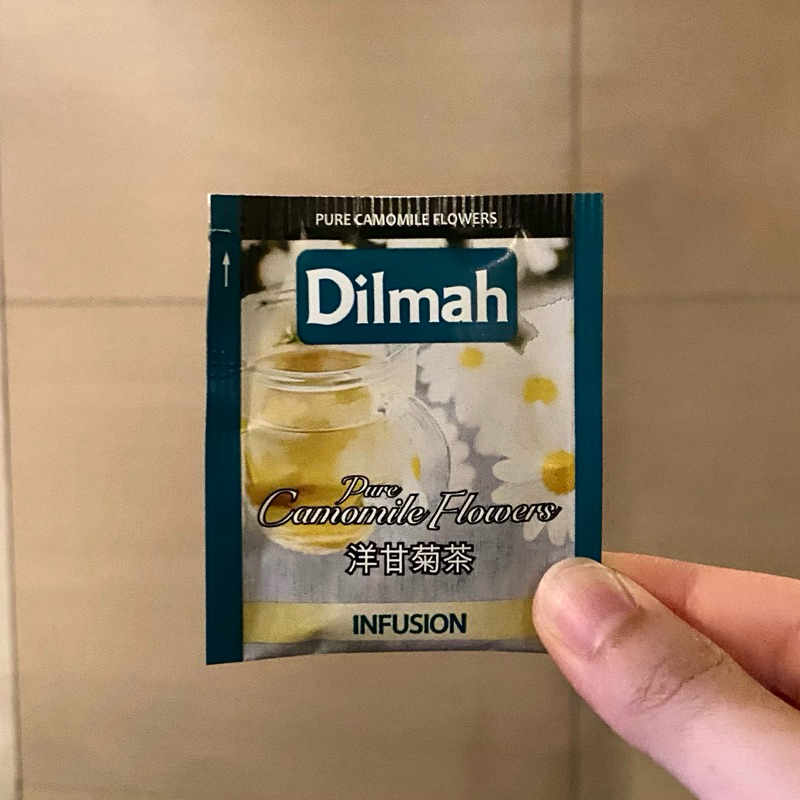 PURE CAMOMILE FLOWERS
Dilmah
Pure
Camomile Flowers
洋甘菊茶
INFUSION